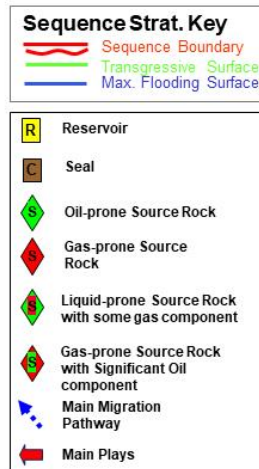 Sequence Strat. Key
Sequence Boundary
Transgressive Surface
Max. Flooding Surface
R Reservoir
C Seal
S Oil-prone Source Rock
S Gas-prone Source
Rock
S Liquid-prone Source Rock
with some gas component
S Gas-prone Source Rock
with Significant Oil
component
Main Migration
Pathway
Main Plays